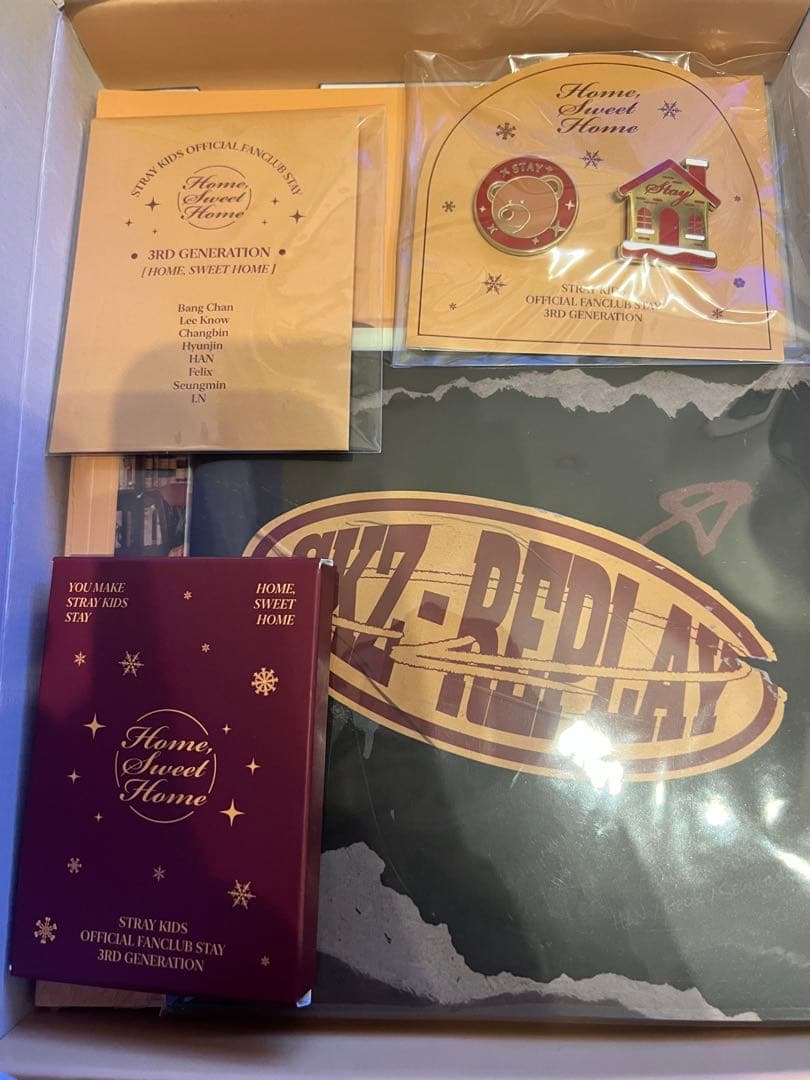 STRAY KIDS OFFICIAL FANCLUB STAY
Home,
Sweet
Home
• 3RD GENERATION •
[ HOME, SWEET HOME ]
Bang Chan
Lee Know
Changbin
Hyunjin
HAN
Felix
Seungmin
I.N
Home,
Sweet
Home
STAY
Stay
STRAY KIDS
OFFICIAL FANCLUB STAY
3RD GENERATION
SKZ-REPLAY
YOU MAKE
STRAY KIDS
STAY
HOME,
SWEET
HOME
Home,
Sweet
Home
STRAY KIDS
OFFICIAL FANCLUB STAY
3RD GENERATION